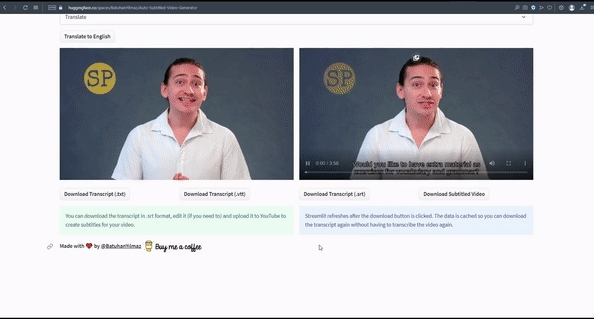 huggingface.co/spaces/BatuhanYilmaz/Auto-Subtitled-Video-Generator
Translate
Translate to English
SP
SP
Would you like to have extra material as
0:00 / 3:58
Download Transcript (.txt)
Download Transcript (.vtt)
Download Transcript (.srt)
Download Subtitled Video
You can download the transcript in .srt format, edit it (if you need to) and upload it to YouTube to
create subtitles for your video.
Streamlit refreshes after the download button is clicked. The data is cached so you can download
the transcript again without having to transcribe the video again.
Made with by @BatuhanYilmaz Buy me a coffee